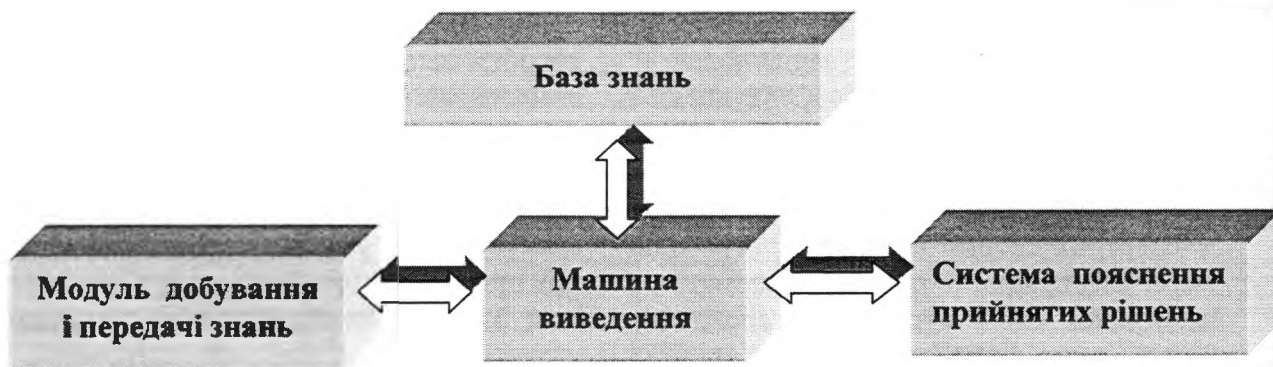 База знань
Модуль добування
і передачі знань
Машина
виведення
Система пояснення
прийнятих рішень